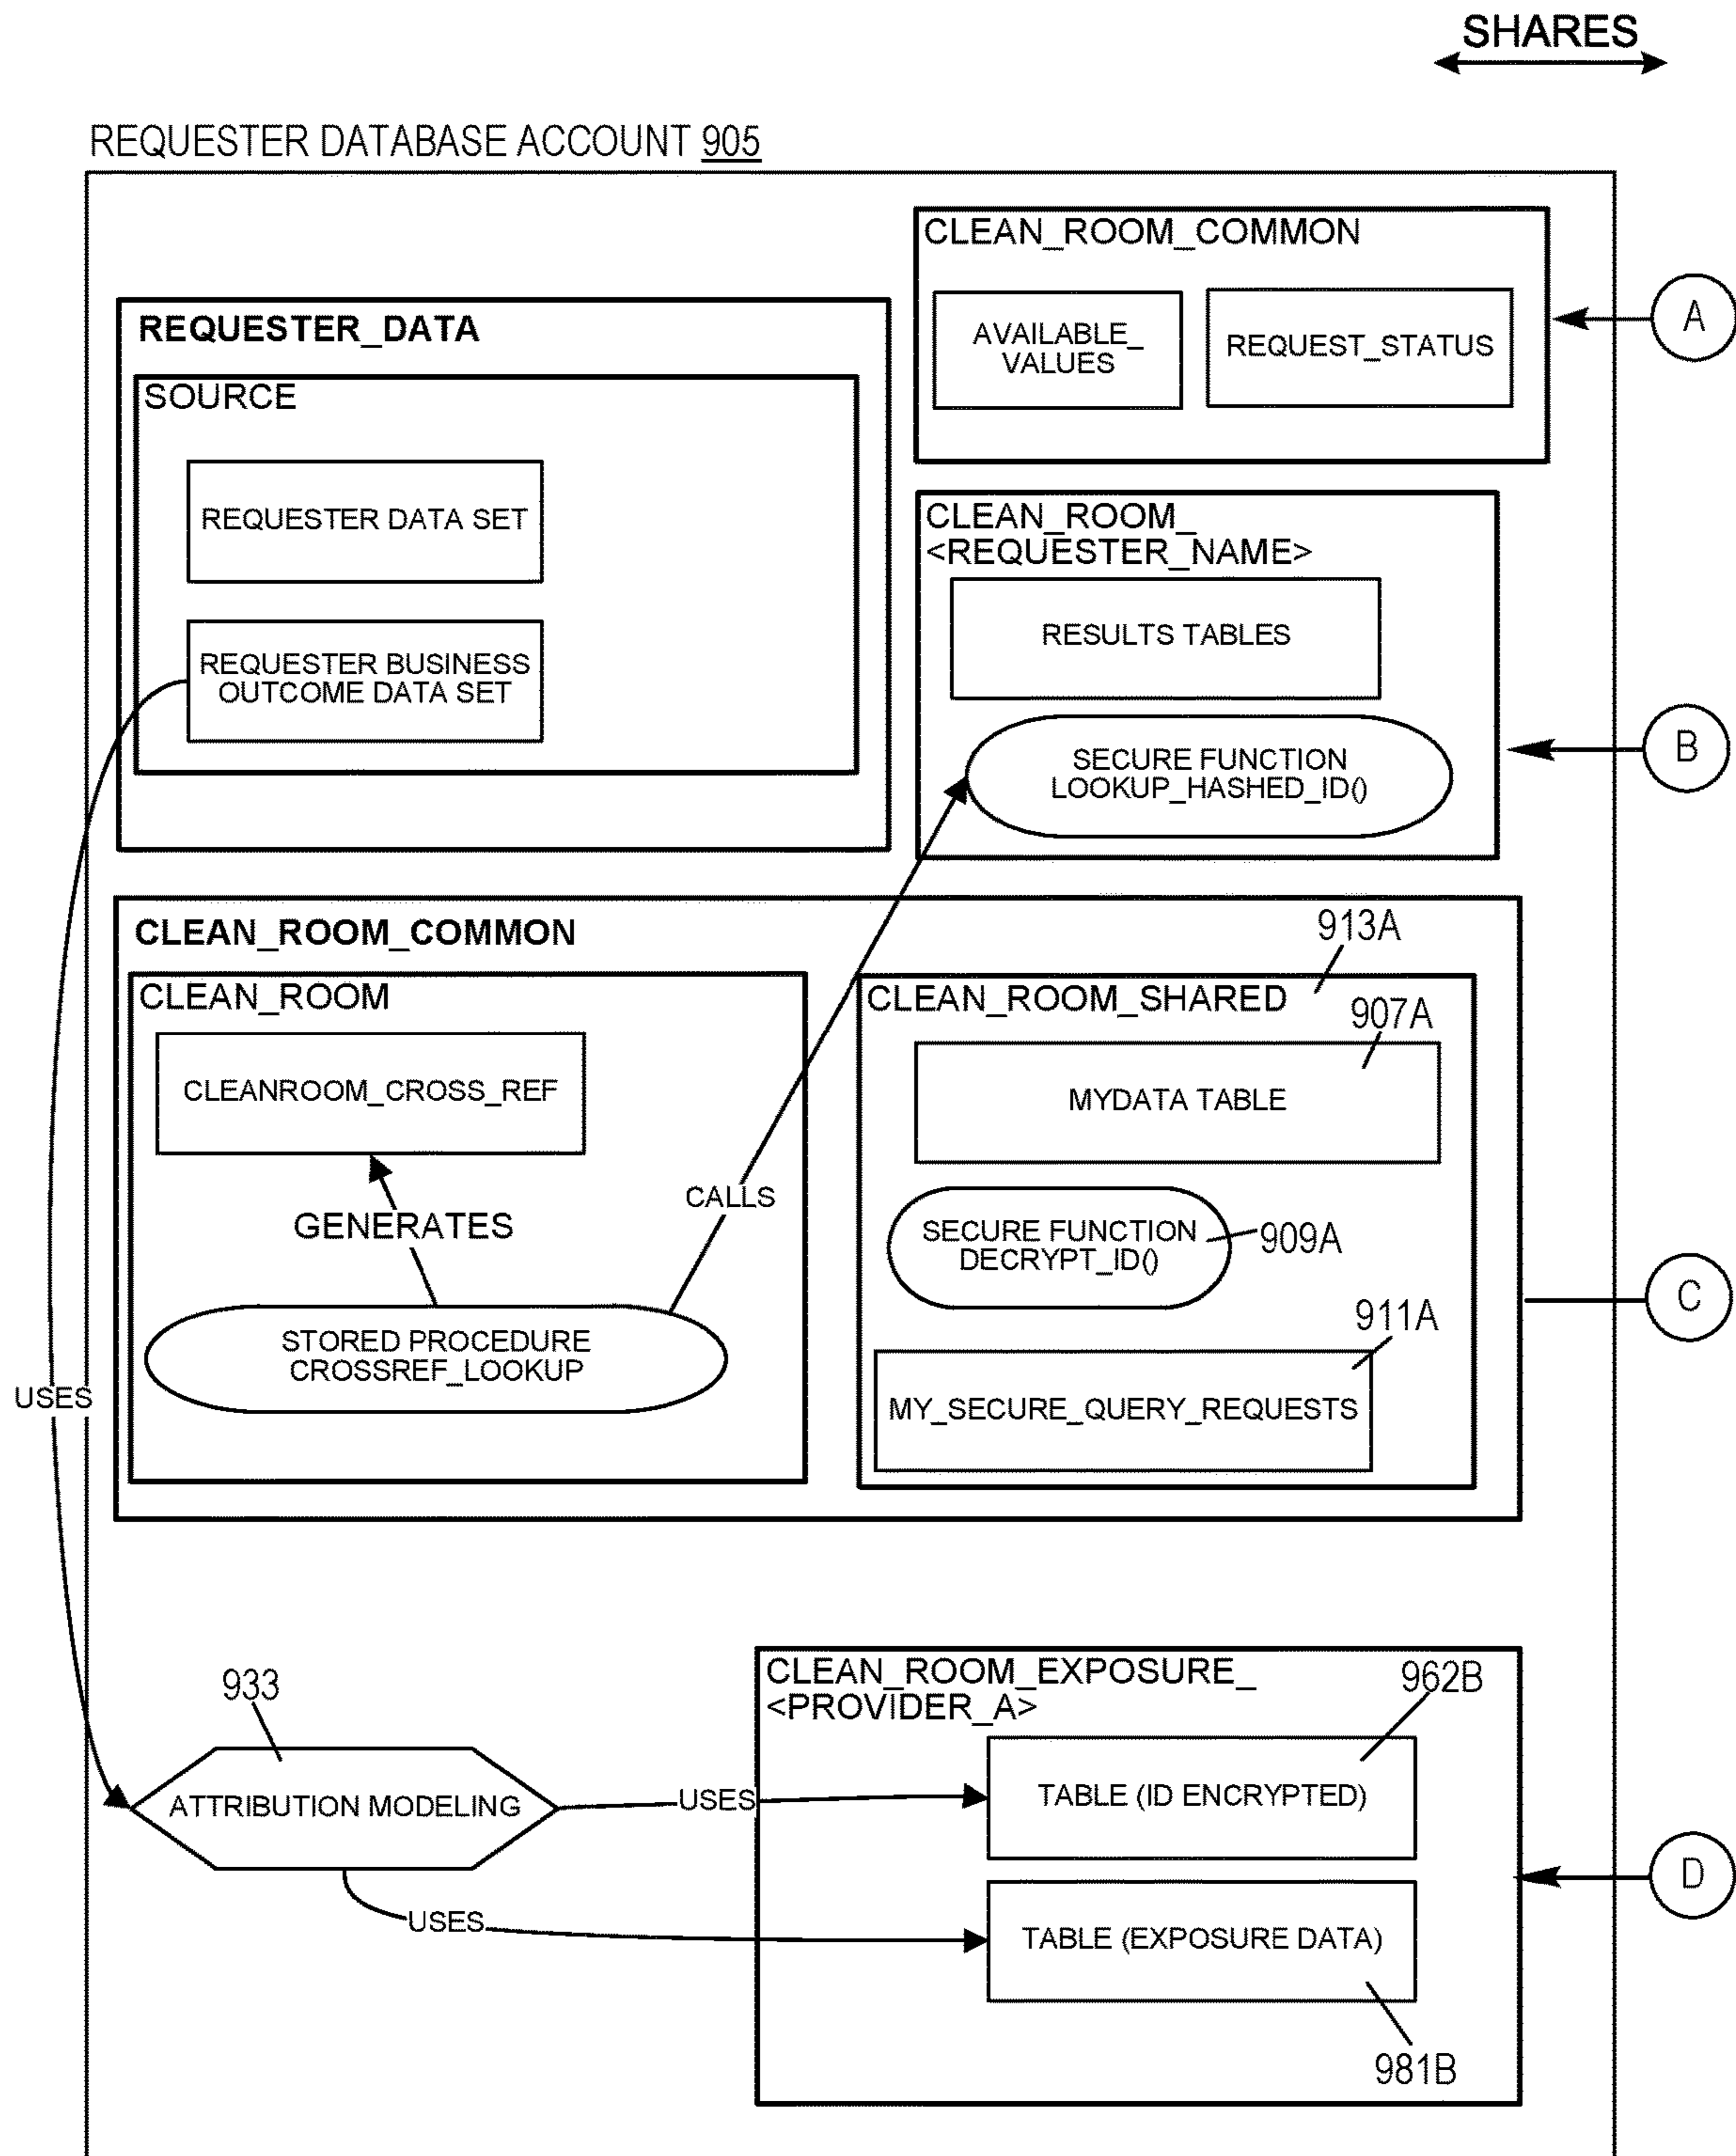 SHARES
REQUESTER DATABASE ACCOUNT 905
CLEAN_ROOM_COMMON
AVAILABLE_
VALUES
REQUEST_STATUS
A
REQUESTER_DATA
SOURCE
REQUESTER DATA SET
REQUESTER BUSINESS
OUTCOME DATA SET
CLEAN_ROOM_
<REQUESTER_NAME>
RESULTS TABLES
SECURE FUNCTION
LOOKUP_HASHED_ID()
B
CLEAN_ROOM_COMMON
CLEAN_ROOM
CLEANROOM_CROSS_REF
GENERATES
CALLS
STORED PROCEDURE
CROSSREF_LOOKUP
913A
CLEAN_ROOM_SHARED
907A
MYDATA TABLE
SECURE FUNCTION
DECRYPT_ID()
909A
911A
MY_SECURE_QUERY_REQUESTS
C
USES
933
ATTRIBUTION MODELING
USES
USES
CLEAN_ROOM_EXPOSURE_
<PROVIDER_A>
962B
TABLE (ID ENCRYPTED)
TABLE (EXPOSURE DATA)
981B
D